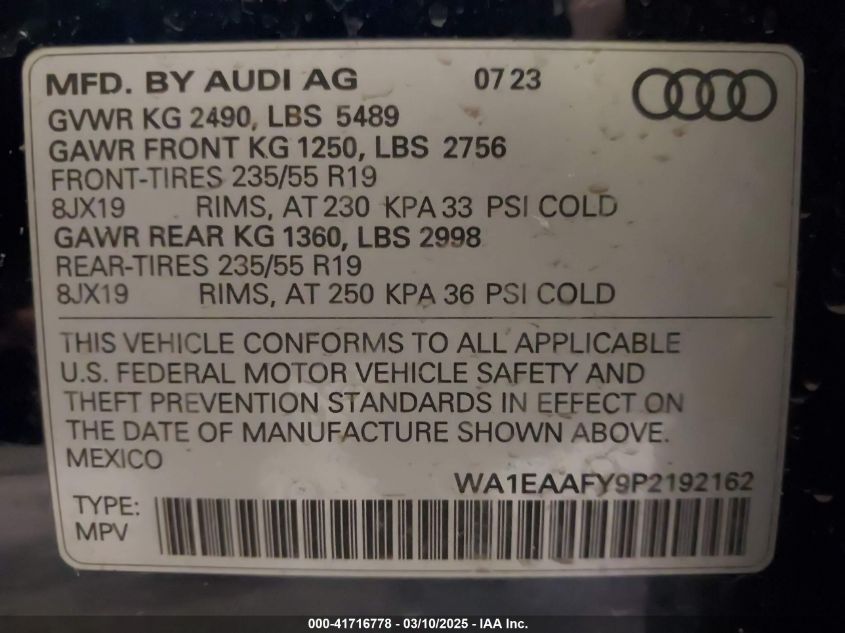 MFD. BY AUDI AG 07 23
GVWR KG 2490, LBS 5489
GAWR FRONT KG 1250, LBS 2756
FRONT-TIRES 235/55 R19
8JX19 RIMS, AT 230 KPA 33 PSI COLD
GAWR REAR KG 1360, LBS 2998
REAR-TIRES 235/55 R19
8JX19 RIMS, AT 250 KPA 36 PSI COLD
THIS VEHICLE CONFORMS TO ALL APPLICABLE
U.S. FEDERAL MOTOR VEHICLE SAFETY AND
THEFT PREVENTION STANDARDS IN EFFECT ON
THE DATE OF MANUFACTURE SHOWN ABOVE.
MEXICO
WA1EAAFY9P2192162
TYPE:
MPV
000-41716778 - 03/10/2025 - IAA Inc.